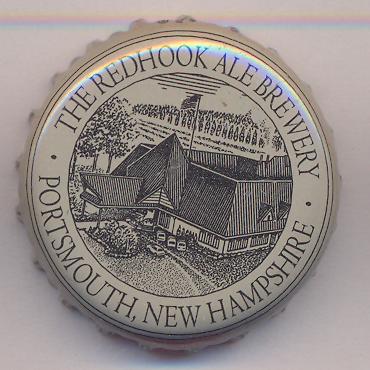 · THE REDHOOK ALE BREWERY ·
PORTSMOUTH, NEW HAMPSHIRE